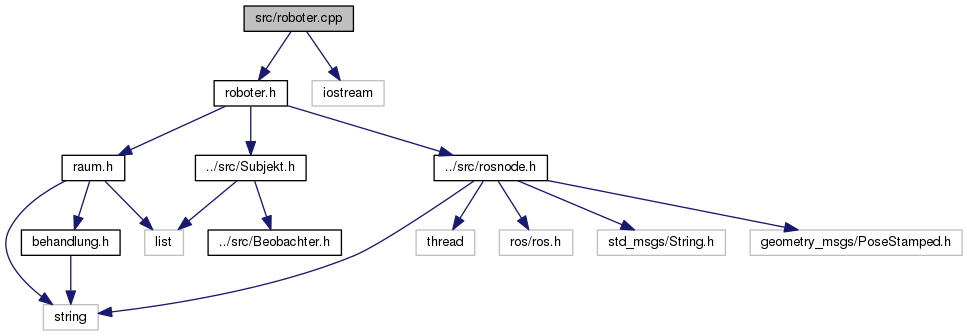 src/roboter.cpp
roboter.h
iostream
raum.h
../src/Subjekt.h
../src/rosnode.h
behandlung.h
list
../src/Beobachter.h
thread
ros/ros.h
std_msgs/String.h
geometry_msgs/PoseStamped.h
string